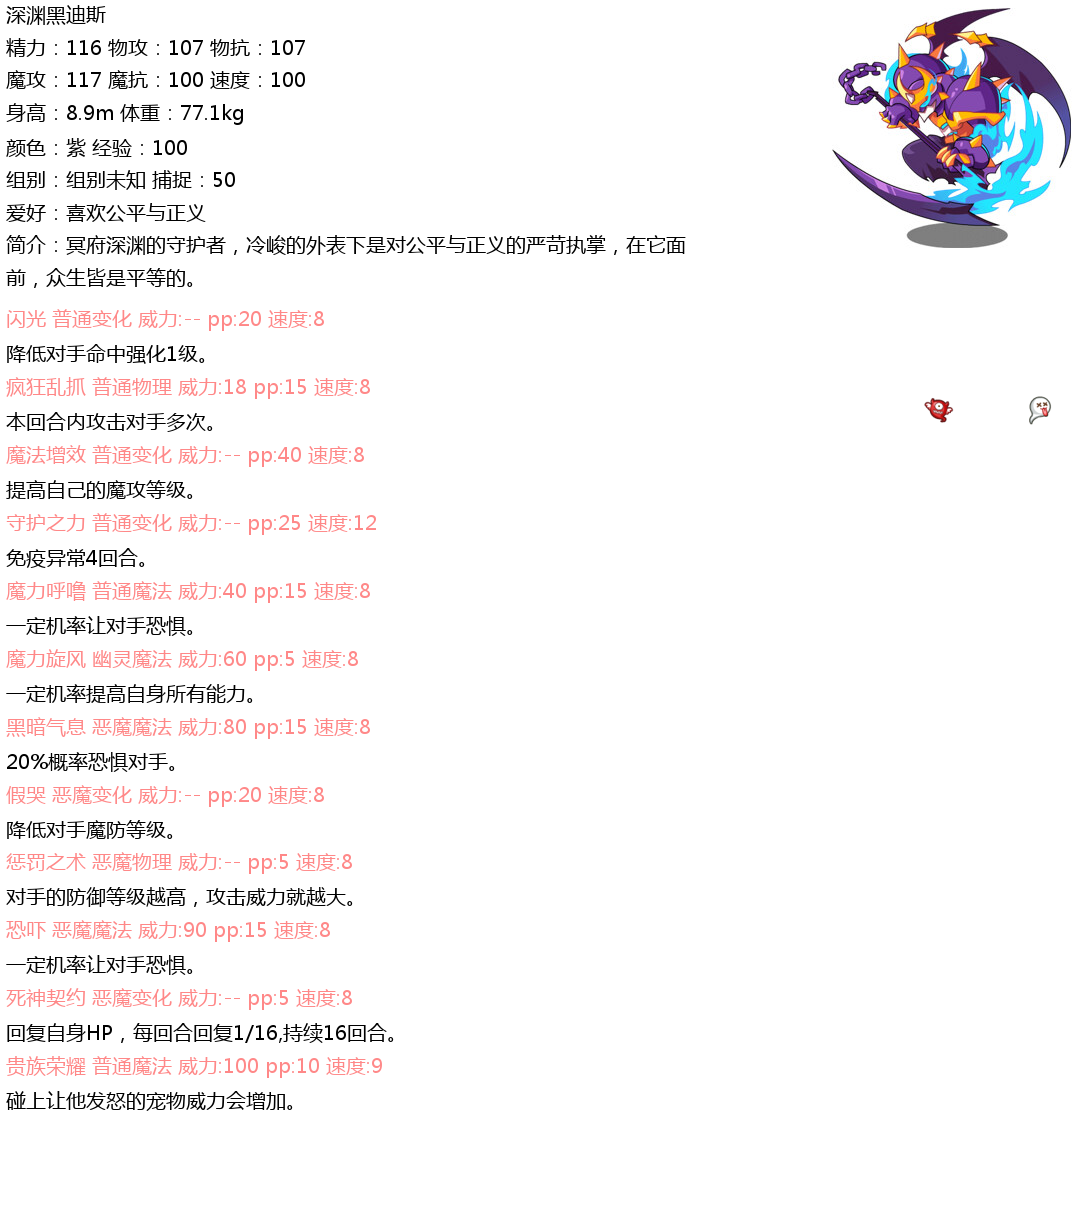 深渊黑迪斯
精力：116 物攻：107 物抗：107
魔攻：117 魔抗：100 速度：100
身高：8.9m 体重：77.1kg
颜色：紫 经验：100
组别：组别未知 捕捉：50
爱好：喜欢公平与正义
简介：冥府深渊的守护者，冷峻的外表下是对公平与正义的严苛执掌，在它面
前，众生皆是平等的。
闪光 普通变化 威力:-- pp:20 速度:8
降低对手命中强化1级。
疯狂乱抓 普通物理 威力:18 pp:15 速度:8
本回合内攻击对手多次。
魔法增效 普通变化 威力:-- pp:40 速度:8
提高自己的魔攻等级。
守护之力 普通变化 威力:-- pp:25 速度:12
免疫异常4回合。
魔力呼噜 普通魔法 威力:40 pp:15 速度:8
一定机率让对手恐惧。
魔力旋风 幽灵魔法 威力:60 pp:5 速度:8
一定机率提高自身所有能力。
黑暗气息 恶魔魔法 威力:80 pp:15 速度:8
20%概率恐惧对手。
假哭 恶魔变化 威力:-- pp:20 速度:8
降低对手魔防等级。
惩罚之术 恶魔物理 威力:-- pp:5 速度:8
对手的防御等级越高，攻击威力就越大。
恐吓 恶魔魔法 威力:90 pp:15 速度:8
一定机率让对手恐惧。
死神契约 恶魔变化 威力:-- pp:5 速度:8
回复自身HP，每回合回复1/16,持续16回合。
贵族荣耀 普通魔法 威力:100 pp:10 速度:9
碰上让他发怒的宠物威力会增加。